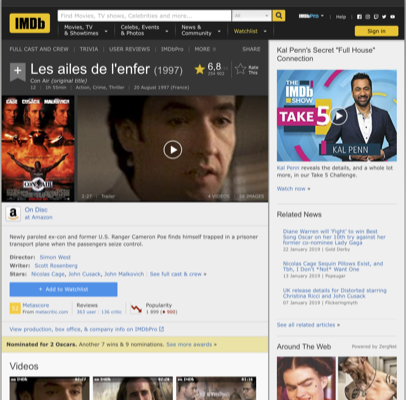 IMDb
Find Movies, TV shows, Celebrities and more...
All
IMDbPro
Help
Movies, TV & Showtimes
Celebs, Events & Photos
News & Community
Watchlist
Sign in
FULL CAST AND CREW
TRIVIA
USER REVIEWS
IMDbPro
MORE
SHARE
Les ailes de l'enfer (1997)
Con Air (original title)
6,8
Rate This
12 | 1h 55min | Action, Crime, Thriller | 20 August 1997 (France)
CAGE CUSACK MALKOVICH
CON AIR
2:27 | Trailer
On Disc
at Amazon
Newly paroled ex-con and former U.S. Ranger Cameron Poe finds himself trapped in a prisoner
transport plane when the passengers seize control.
Director: Simon West
Writer: Scott Rosenberg
Stars: Nicolas Cage, John Cusack, John Malkovich | See full cast & crew »
+ Add to Watchlist
Metascore
From metacritic.com
Reviews
363 user | 136 critic
Popularity
View production, box office, & company info on IMDbPro
Nominated for 2 Oscars. Another 7 wins & 9 nominations. See more awards »
Videos
Kal Penn's Secret "Full House"
Connection
THE IMDb SHOW
TAKE 5
KAL PENN
Kal Penn reveals the details, and a whole lot
more, in our Take 5 Challenge.
Watch now »
Related News
Diane Warren will 'Fight' to Win Best
Song Oscar on her 10th try against her
former co-nominee Lady Gaga
22 January 2019 | Gold Derby
Nicolas Cage Sequin Pillows Exist, and
Tbh, I Don't *Not* Want One
13 January 2019 | Popsugar
UK release details for Distorted starring
Christina Ricci and John Cusack
07 January 2019 | Flickeringmyth
See all related articles »
Around The Web
Powered by ZergNet